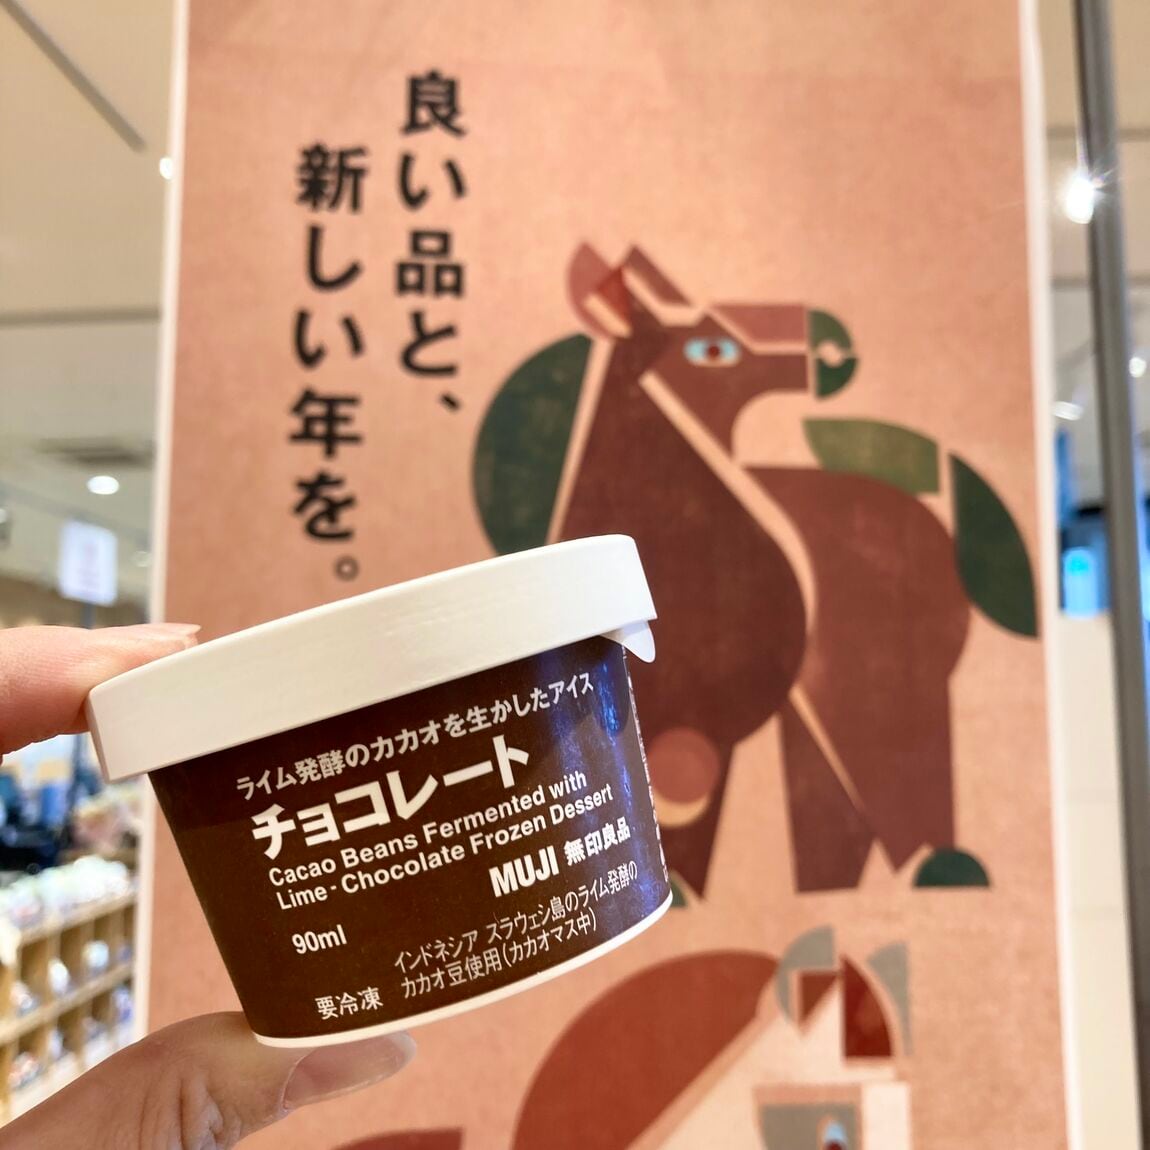 良い品と、
新しい年を。
ライム発酵のカカオを生かしたアイス
チョコレート
Cacao Beans Fermented with
Lime - Chocolate Frozen Dessert
MUJI 無印良品
90ml
インドネシア スラウェシ島のライム発酵の
カカオ豆使用(カカオマス中)
要冷凍